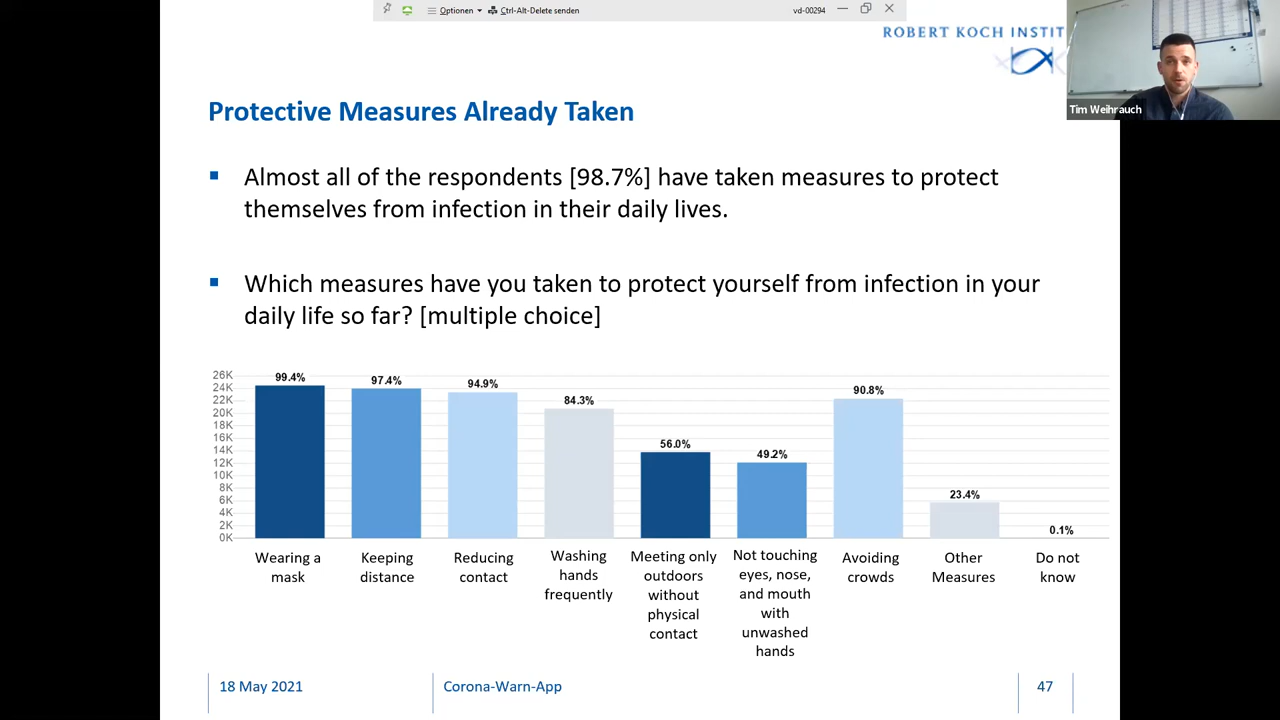 Optionen
Ctrl-Alt-Delete senden
vd-00294
ROBERT KOCH INSTIT
Tim Weihrauch
Protective Measures Already Taken
Almost all of the respondents [98.7%] have taken measures to protect
themselves from infection in their daily lives.
Which measures have you taken to protect yourself from infection in your
daily life so far? [multiple choice]
26K
24K
22K
20K
18K
16K
14K
12K
10K
8K
6K
4K
2K
0K
99.4%
97.4%
94.9%
84.3%
56.0%
49.2%
90.8%
23.4%
0.1%
Wearing a
mask
Keeping
distance
Reducing
contact
Washing
hands
frequently
Meeting only
outdoors
without
physical
contact
Not touching
eyes, nose,
and mouth
with
unwashed
hands
Avoiding
crowds
Other
Measures
Do not
know
18 May 2021
Corona-Warn-App
47